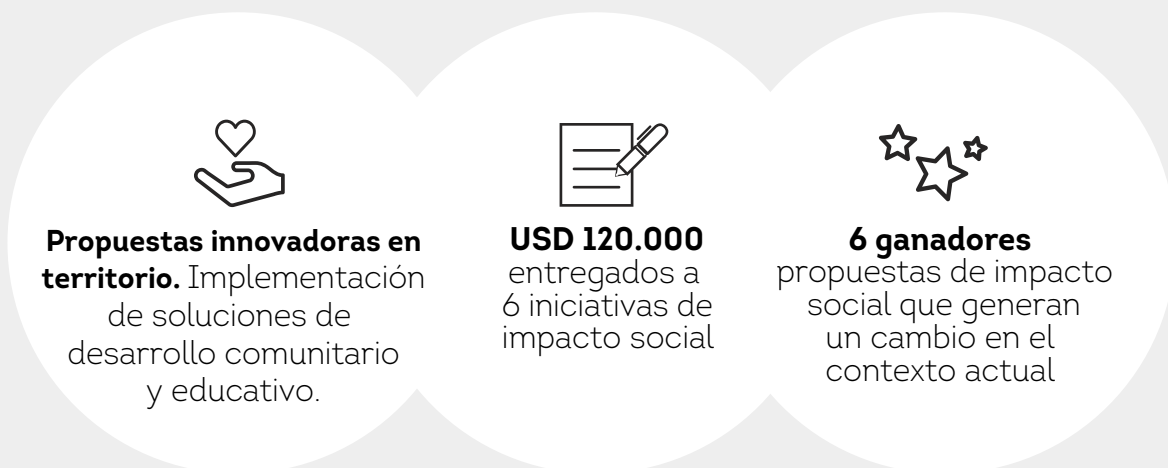 Propuestas innovadoras en
territorio. Implementación
de soluciones de
desarrollo comunitario
y educativo.
USD 120.000
entregados a
6 iniciativas de
impacto social
6 ganadores
propuestas de impacto
social que generan
un cambio en el
contexto actual